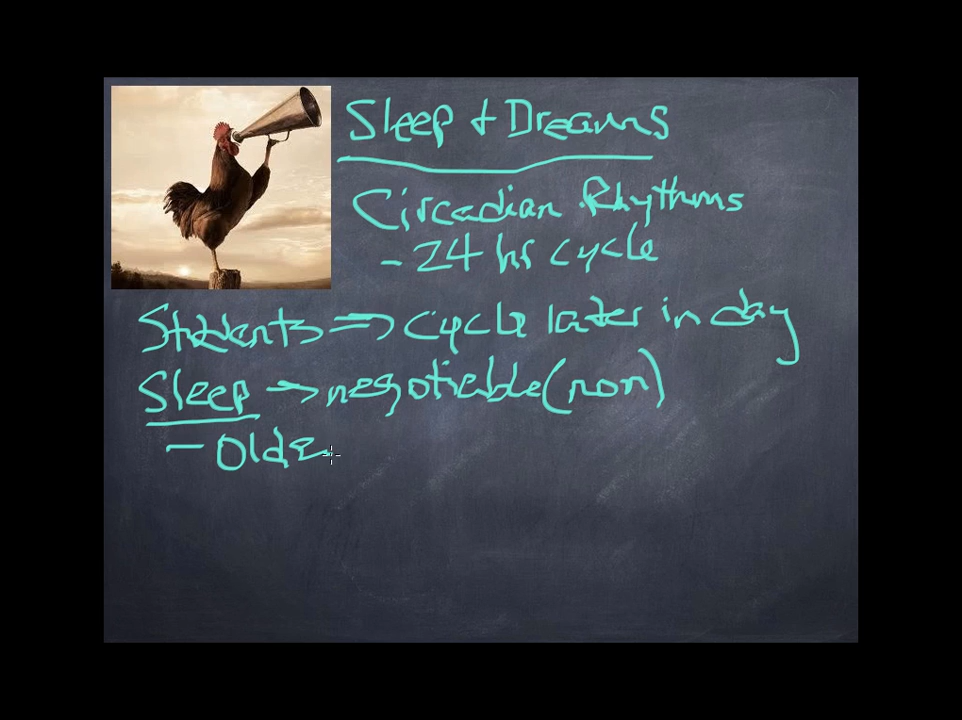 Sleep + Dreams
Circadian Rhythms
- 24 hr cycle
Students => cycle later in day
Sleep -> negotiable (non)
- Olde